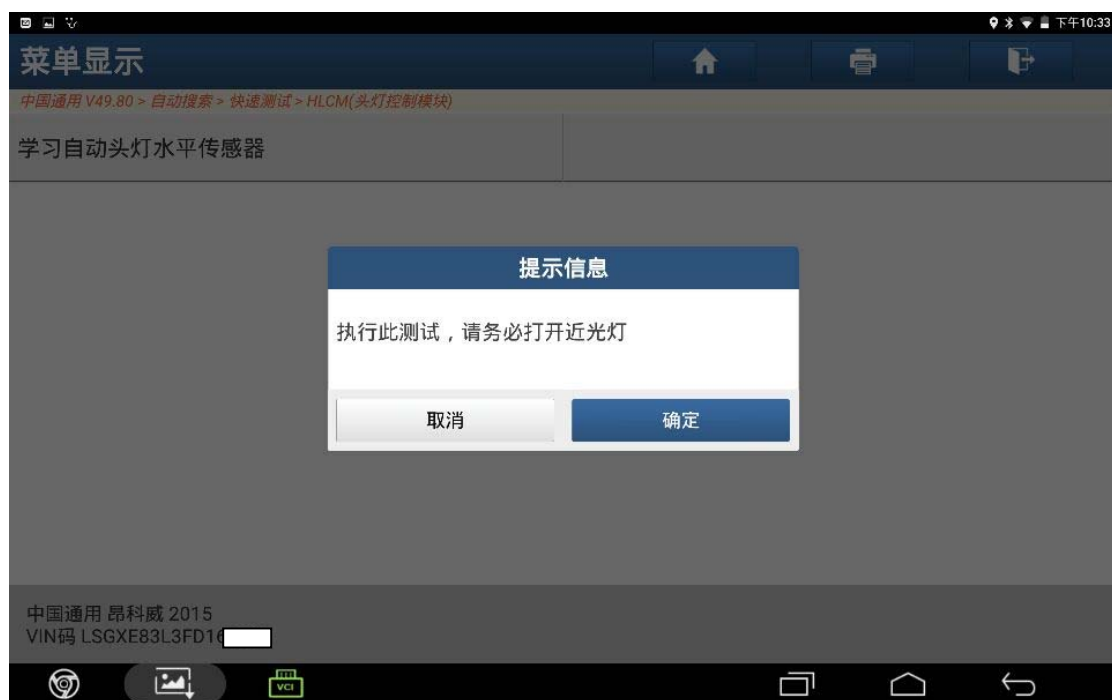 下午10:33
菜单显示
中国通用 V49.80 > 自动搜索 > 快速测试 > HLCM(头灯控制模块)
学习自动头灯水平传感器
提示信息
执行此测试，请务必打开近光灯
取消
确定
中国通用 昂科威 2015
VIN码 LSGXE83L3FD16
VCI